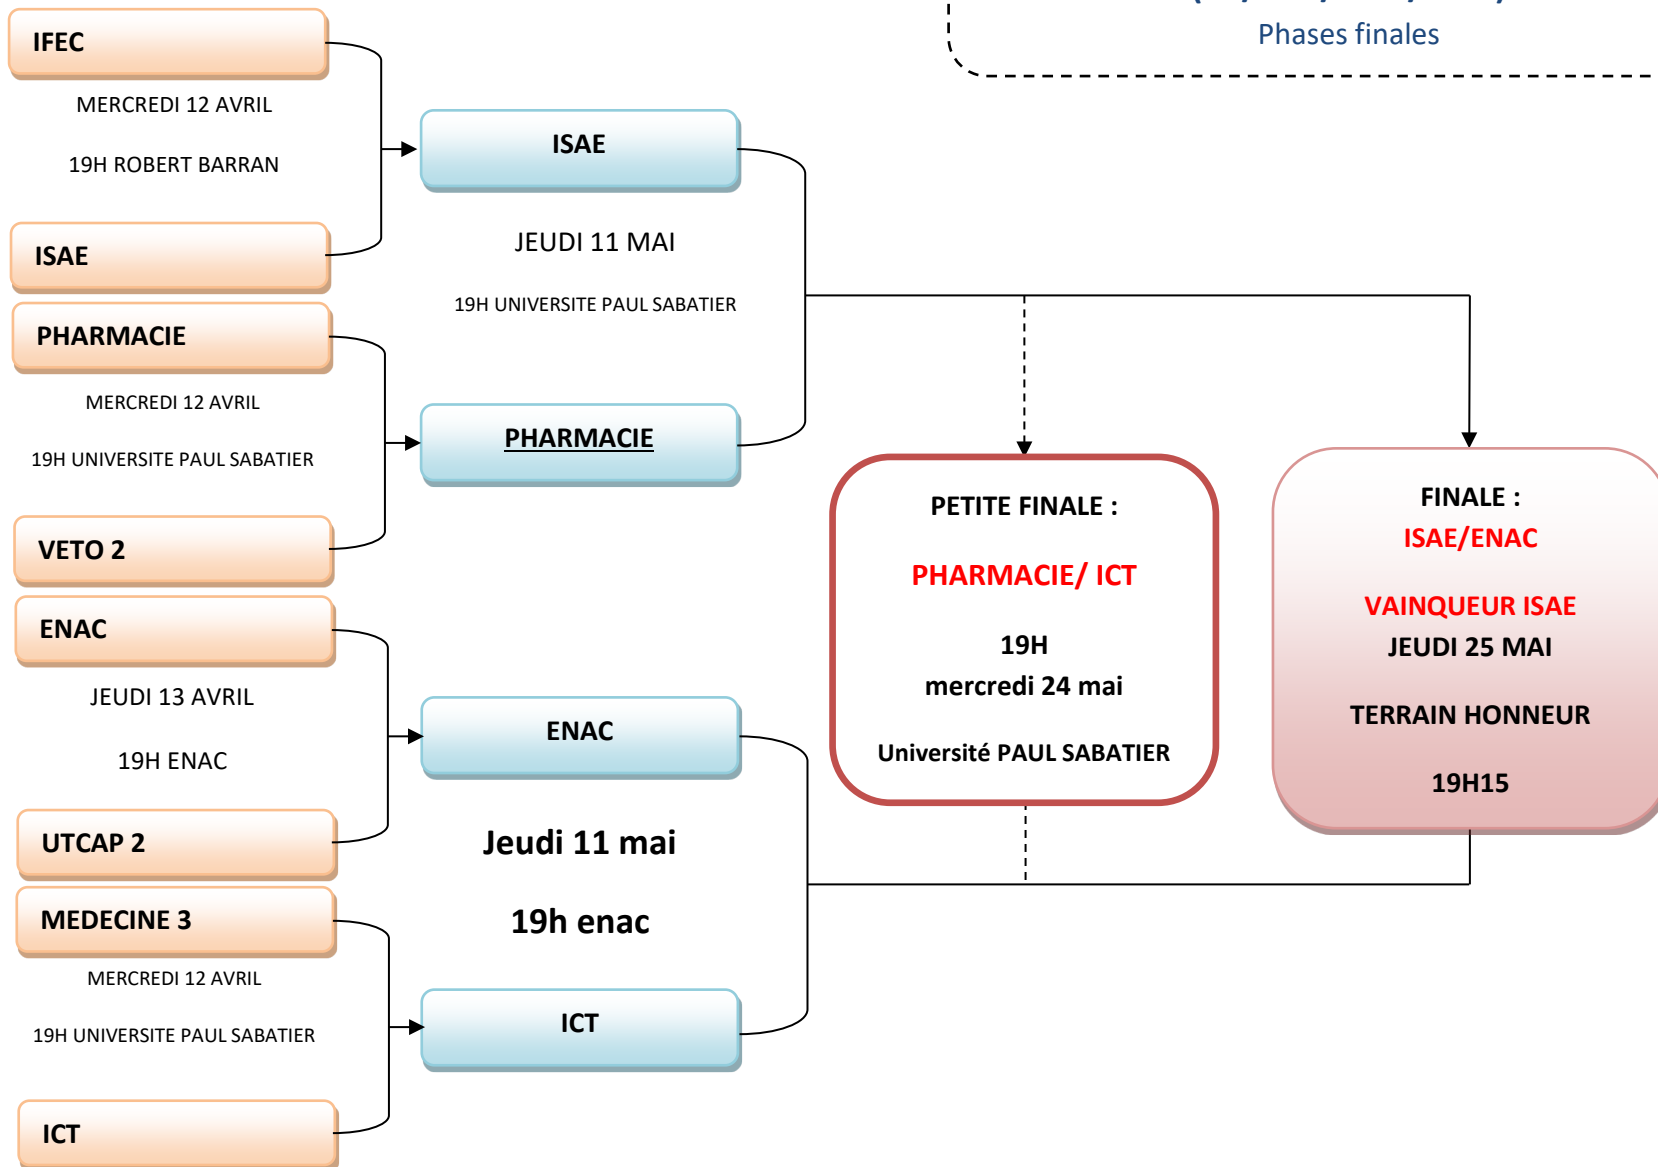 Phases finales
IFEC
MERCREDI 12 AVRIL
19H ROBERT BARRAN
ISAE
PHARMACIE
MERCREDI 12 AVRIL
19H UNIVERSITE PAUL SABATIER
VETO 2
ENAC
JEUDI 13 AVRIL
19H ENAC
UTCAP 2
MEDECINE 3
MERCREDI 12 AVRIL
19H UNIVERSITE PAUL SABATIER
ICT
ISAE
JEUDI 11 MAI
19H UNIVERSITE PAUL SABATIER
PHARMACIE
ENAC
Jeudi 11 mai
19h enac
ICT
PETITE FINALE :
PHARMACIE/ ICT
19H
mercredi 24 mai
Université PAUL SABATIER
FINALE :
ISAE/ENAC
VAINQUEUR ISAE
JEUDI 25 MAI
TERRAIN HONNEUR
19H15